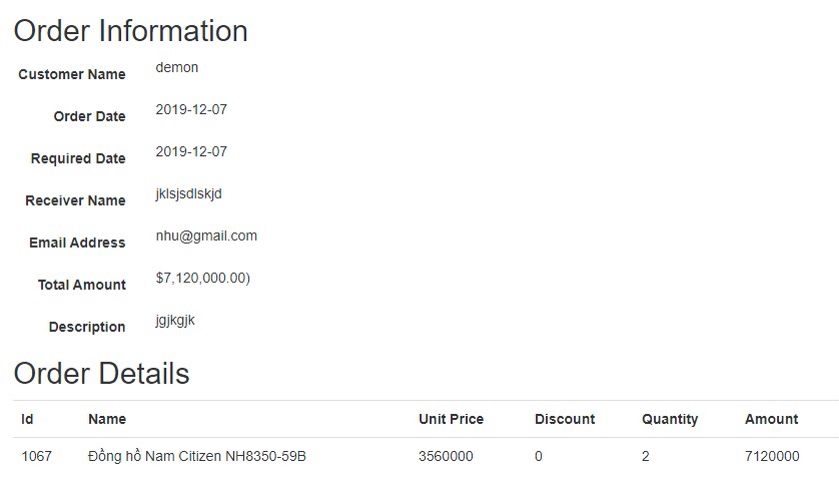 Order Information
Customer Name demon
Order Date 2019-12-07
Required Date 2019-12-07
Receiver Name jklsjsdlskjd
Email Address nhu@gmail.com
Total Amount $7,120,000.00)
Description jgjkgjk
Order Details
Id Name Unit Price Discount Quantity Amount
1067 Đồng hồ Nam Citizen NH8350-59B 3560000 0 2 7120000